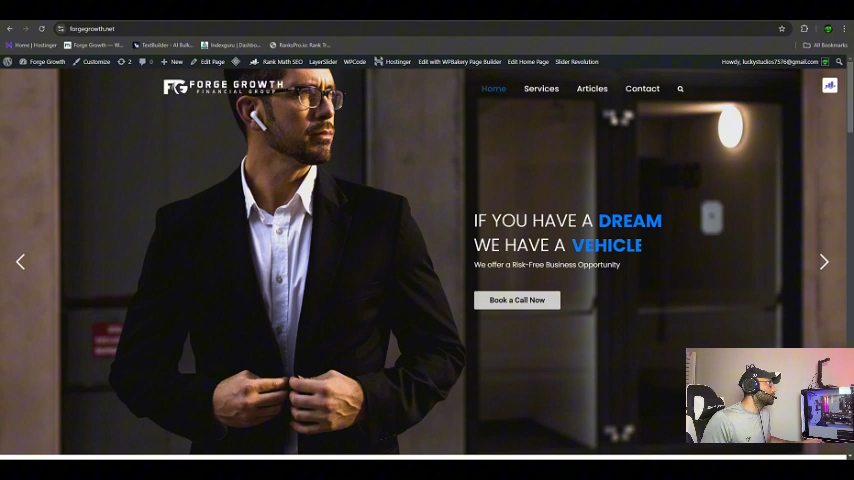 forgegrowth.net
Home | Hostinger
Forge Growth — W...
TextBuilder - AI Bulk...
Indexguru | Dashbo...
RanksPro.io: Rank Tr...
All Bookmarks
Forge Growth
Customize
2
0
New
Edit Page
Rank Math SEO
LayerSlider
WPCode
Hostinger
Edit with WPBakery Page Builder
Edit Home Page
Slider Revolution
Howdy, luckystudios7576@gmail.com
FG FORGE GROWTH
FINANCIAL GROUP
Home
Services
Articles
Contact
IF YOU HAVE A DREAM
WE HAVE A VEHICLE
We offer a Risk-Free Business Opportunity
Book a Call Now